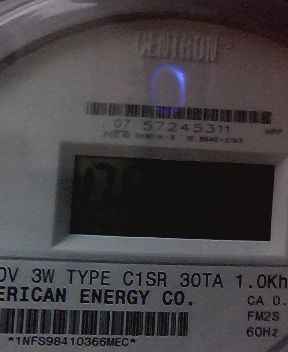 CENTRON
07 57245311
0V 3W TYPE C1SR 30TA 1.0Kh
ERICAN ENERGY CO.
CA 0.
FM2S
60Hz
*1NFS98410366MEC*